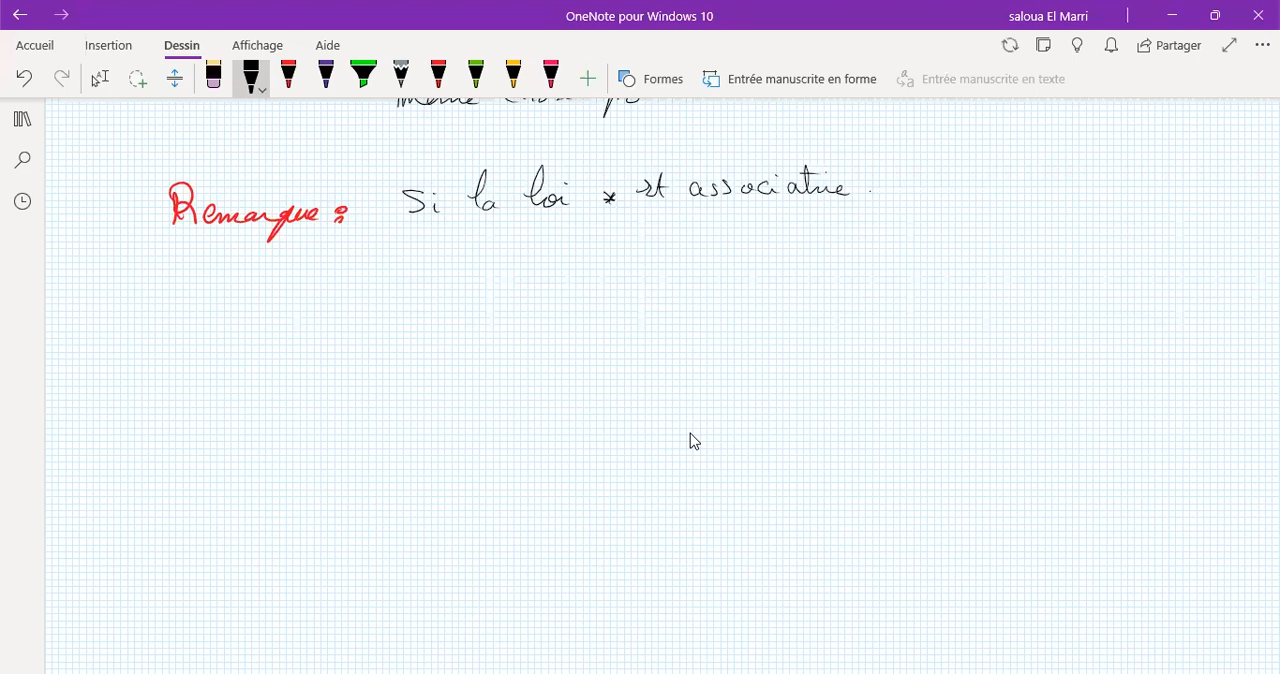 OneNote pour Windows 10
saloua El Marri
Accueil Insertion Dessin Affichage Aide
Partager
Formes Entrée manuscrite en forme Entrée manuscrite en texte
même
Remarque : Si la loi * est associative.